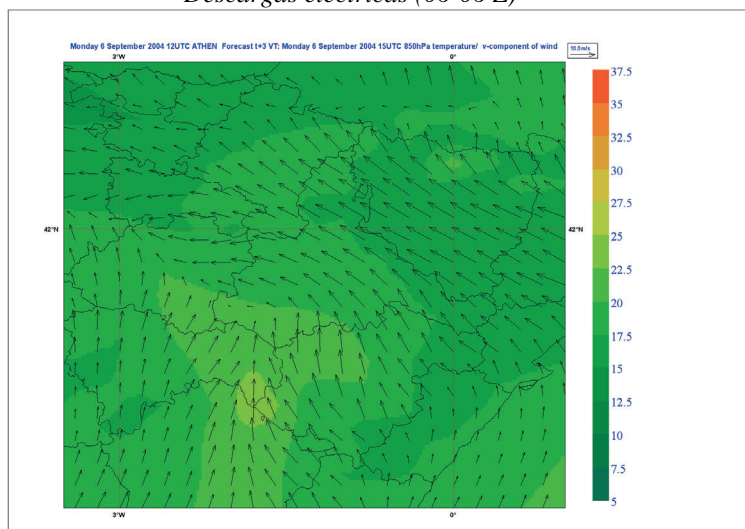 Descargas eléctricas (06-08 Z)
Monday 6 September 2004 12UTC ATHEN Forecast t+3 VT: Monday 6 September 2004 15UTC 850hPa temperature/ v-component of wind
10.0m/s
3°W 0°
42°N 42°N
3°W 0°
37.5
35
32.5
30
27.5
25
22.5
20
17.5
15
12.5
10
7.5
5